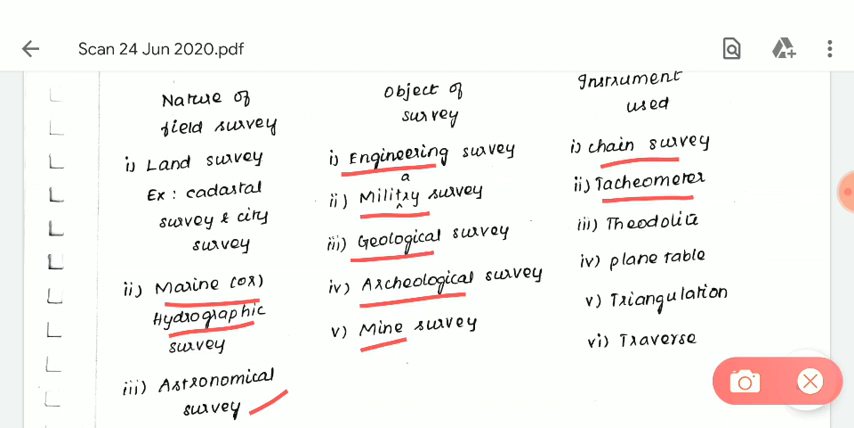 Scan 24 Jun 2020.pdf
Nature of
field survey
i) Land survey
Ex : cadastal
survey & city
survey
ii) Marine (or)
Hydrographic
survey
iii) Astronomical
survey
Object of
survey
i) Engineering survey
a
ii) Militry survey
iii) Geological survey
iv) Archeological survey
v) Mine survey
Instrument
used
i) chain survey
ii) Tacheometer
iii) Theodolite
iv) plane table
v) Triangulation
vi) Traverse